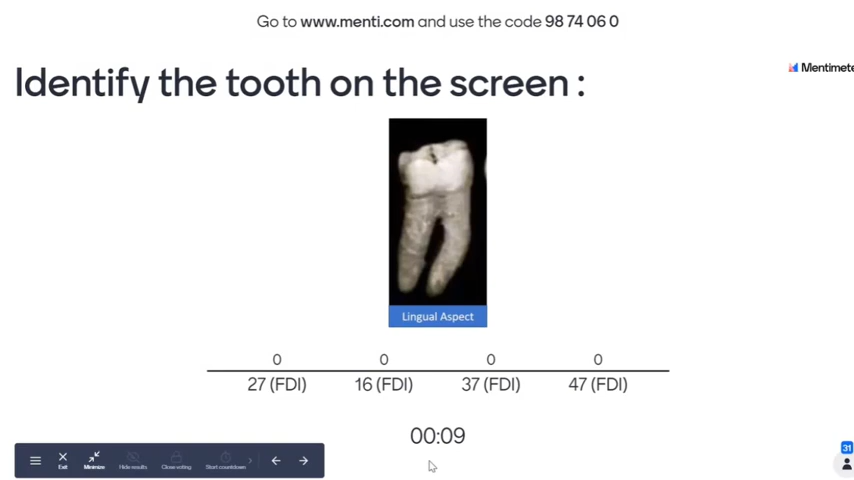 Go to www.menti.com and use the code 98 74 06 0
Mentimete
Identify the tooth on the screen :
Lingual Aspect
0 0 0 0
27 (FDI) 16 (FDI) 37 (FDI) 47 (FDI)
00:09
31
Exit Minimize Hide results Close voting Start countdown